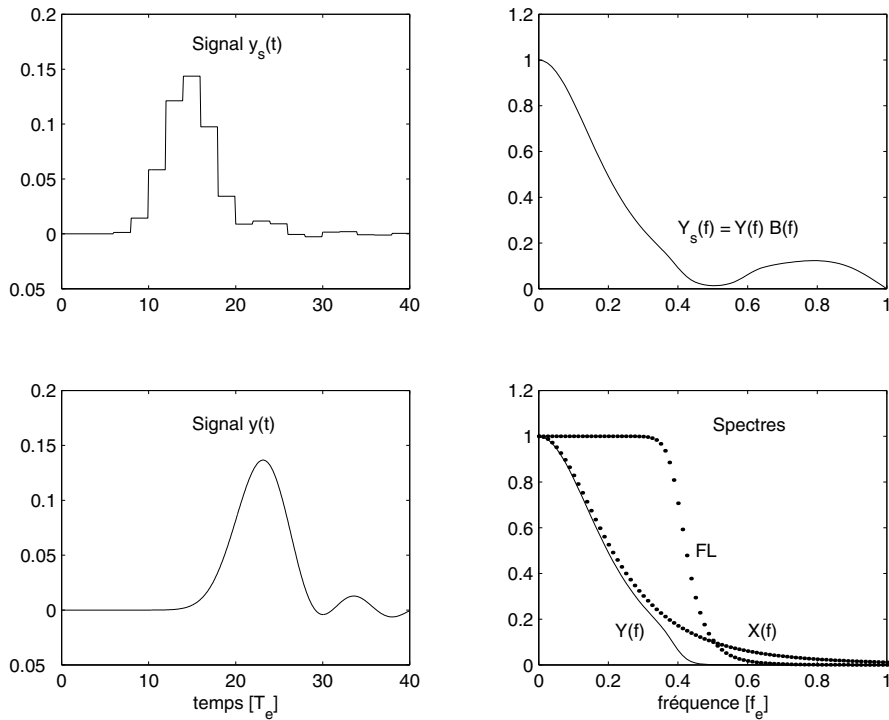 0.2
0.15
0.1
0.05
0
0.05
0 10 20 30 40
Signal y_s(t)
1.2
1
0.8
0.6
0.4
0.2
0
0 0.2 0.4 0.6 0.8 1
Y_s(f) = Y(f) B(f)
0.2
0.15
0.1
0.05
0
0.05
0 10 20 30 40
Signal y(t)
temps [T_e]
1.2
1
0.8
0.6
0.4
0.2
0
0 0.2 0.4 0.6 0.8 1
Spectres
FL
Y(f)
X(f)
fréquence [f_e]